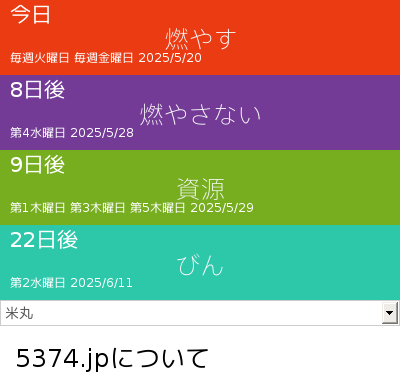 今日
燃やす
毎週火曜日 毎週金曜日 2025/5/20
8日後
燃やさない
第4水曜日 2025/5/28
9日後
資源
第1木曜日 第3木曜日 第5木曜日 2025/5/29
22日後
びん
第2水曜日 2025/6/11
米丸
5374.jpについて